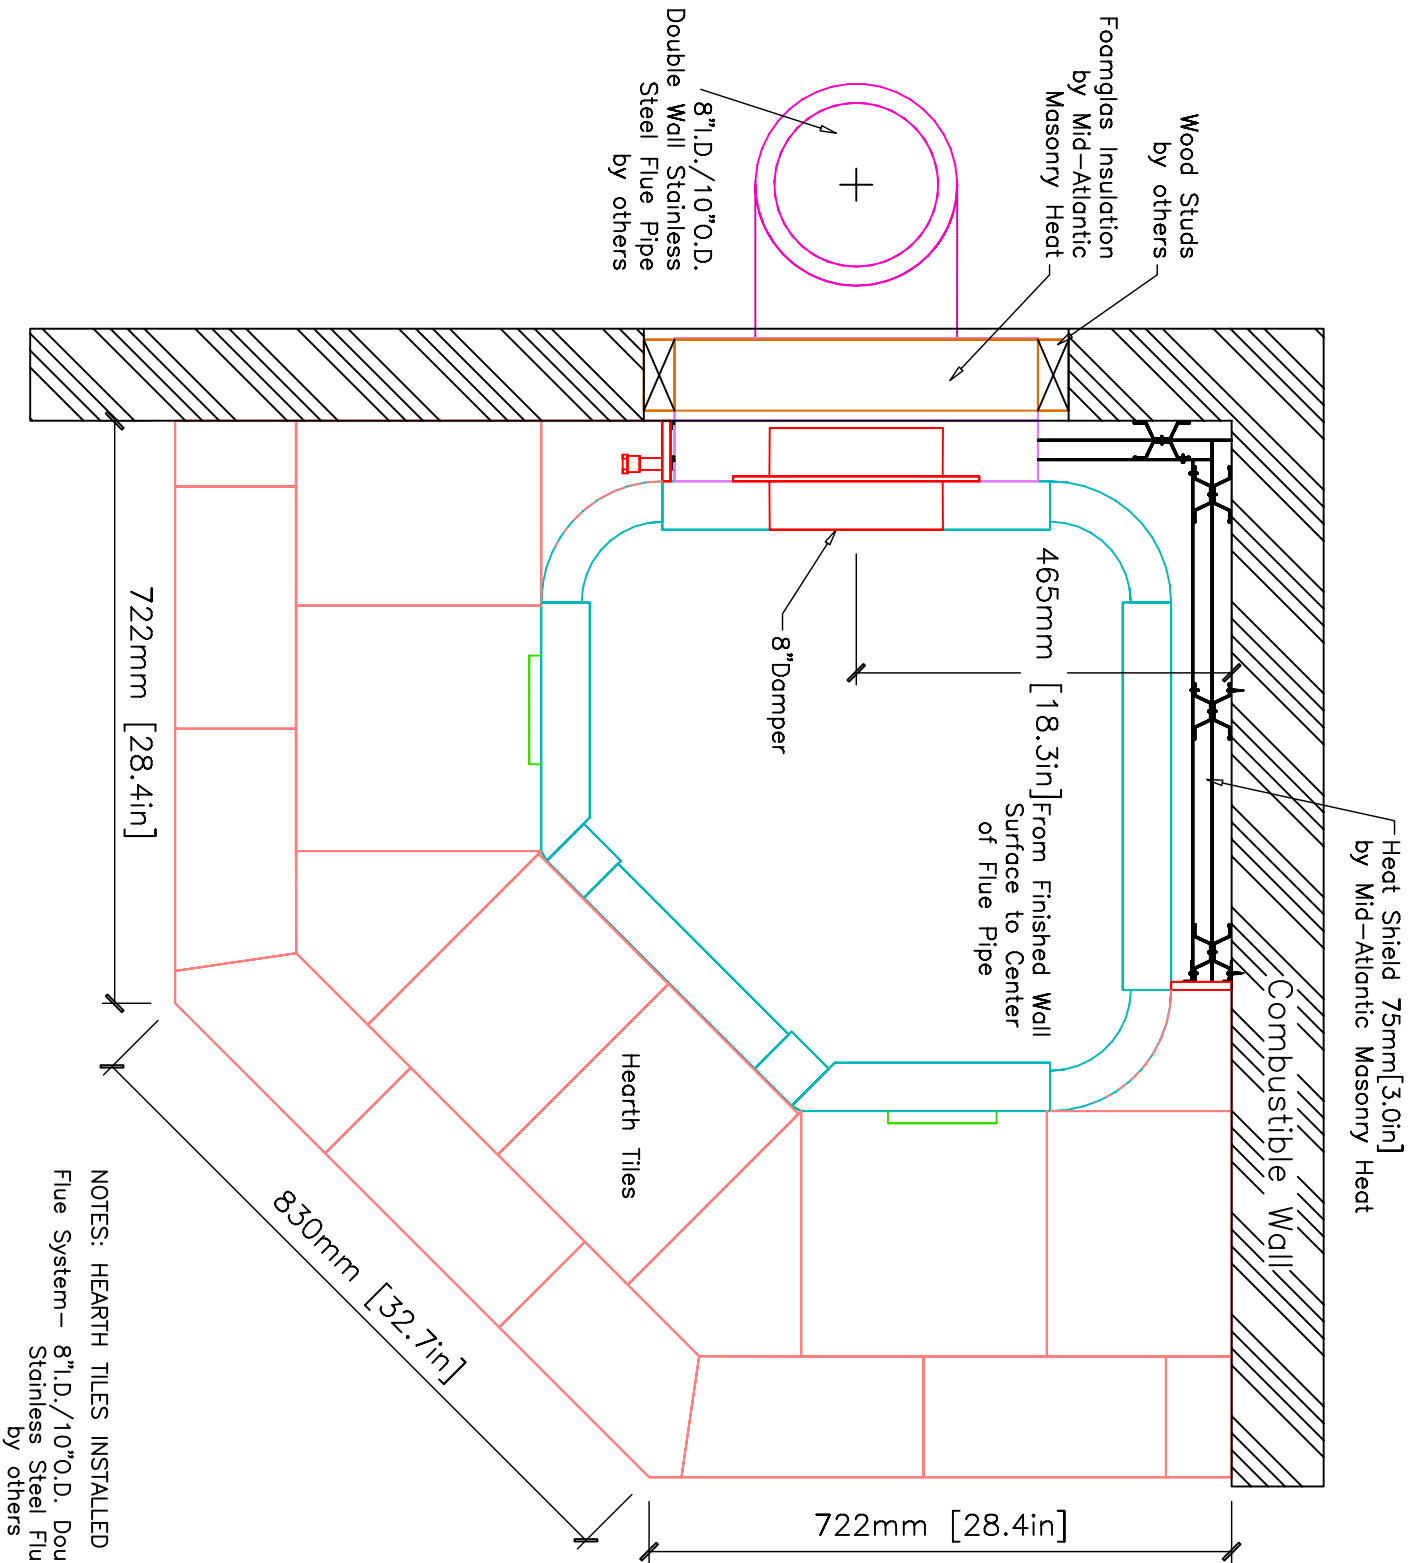 Wood Studs
by others
Foamglas Insulation
by Mid-Atlantic
Masonry Heat
8"I.D./10"O.D.
Double Wall Stainless
Steel Flue Pipe
by others
Heat Shield 75mm[3.0in]
by Mid-Atlantic Masonry Heat
Combustible Wall
465mm [18.3in]
From Finished Wall
Surface to Center
of Flue Pipe
8"Damper
Hearth Tiles
722mm [28.4in]
830mm [32.7in]
722mm [28.4in]
NOTES: HEARTH TILES INSTALLED
Flue System- 8"I.D./10"O.D. Dou
Stainless Steel Flu
by others